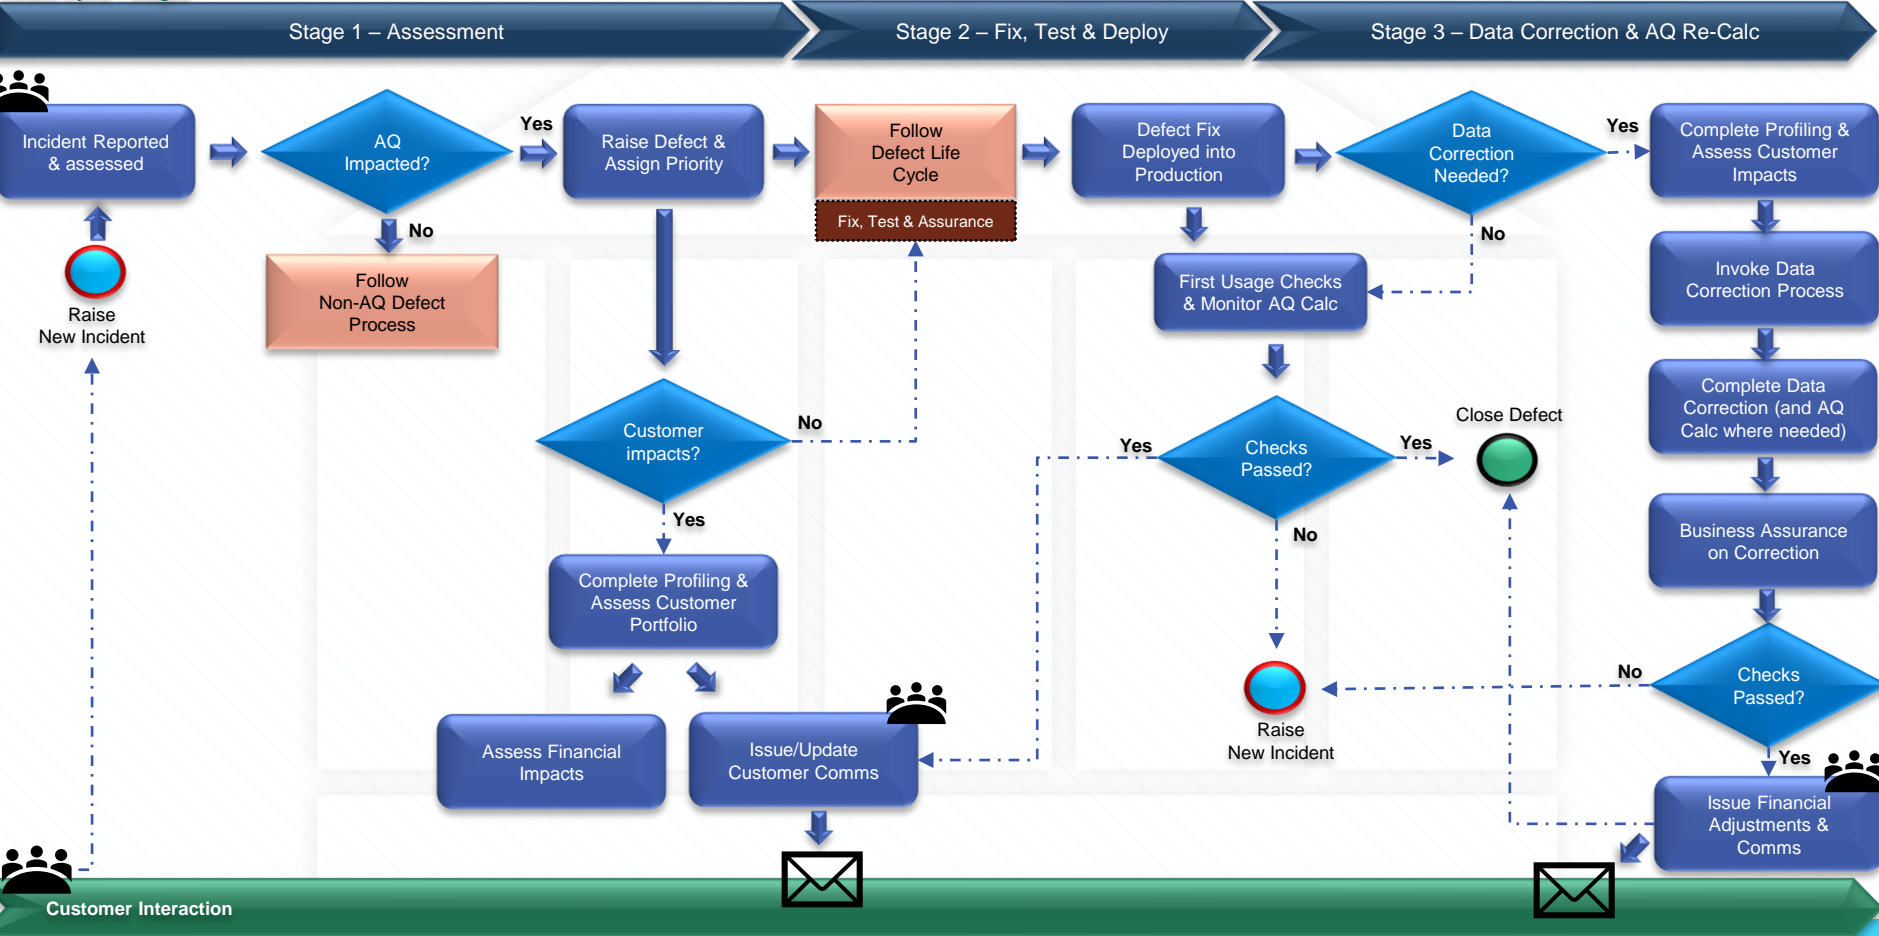 Stage 1 – Assessment
Stage 2 – Fix, Test & Deploy
Stage 3 – Data Correction & AQ Re-Calc
Incident Reported
& assessed
AQ
Impacted?
Yes
Raise Defect &
Assign Priority
Follow
Defect Life
Cycle
Fix, Test & Assurance
Defect Fix
Deployed into
Production
Data
Correction
Needed?
Yes
Complete Profiling &
Assess Customer
Impacts
No
No
Raise
New Incident
Follow
Non-AQ Defect
Process
First Usage Checks
& Monitor AQ Calc
Invoke Data
Correction Process
Customer
impacts?
No
Yes
Checks
Passed?
Yes
Close Defect
Complete Data
Correction (and AQ
Calc where needed)
Yes
No
Business Assurance
on Correction
Complete Profiling &
Assess Customer
Portfolio
No
Checks
Passed?
Yes
Assess Financial
Impacts
Issue/Update
Customer Comms
Raise
New Incident
Issue Financial
Adjustments &
Comms
Customer Interaction